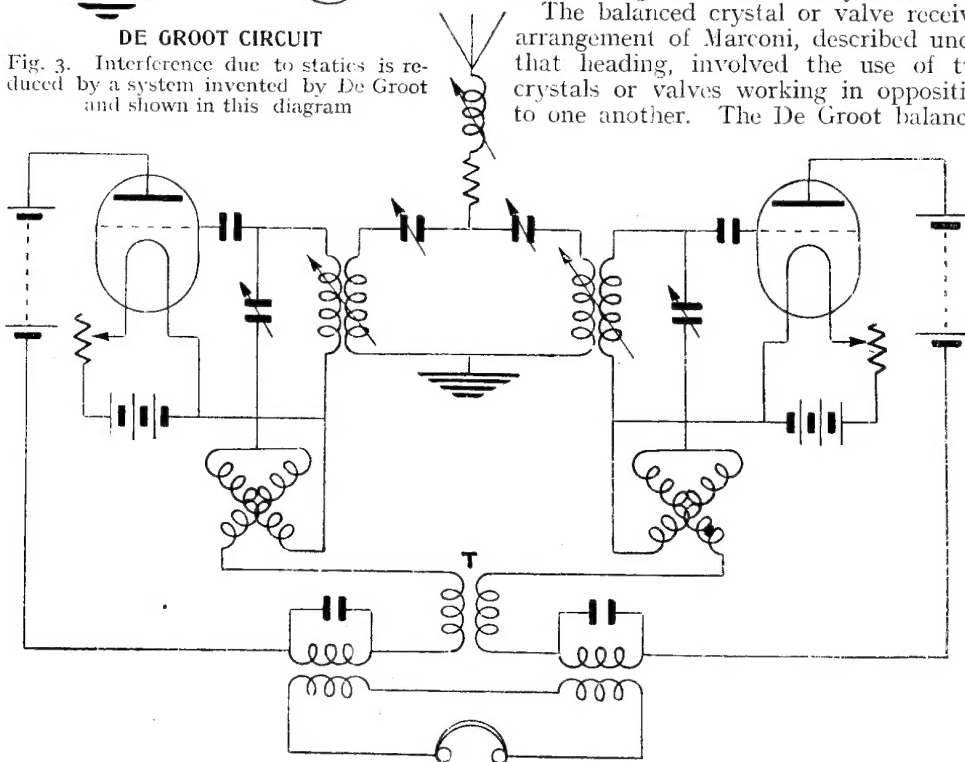 DE GROOT CIRCUIT
Fig. 3. Interference due to statics is re-
duced by a system invented by De Groot
and shown in this diagram
The balanced crystal or valve receiv
arrangement of Marconi, described und
that heading, involved the use of tw
crystals or valves working in oppositi
to one another. The De Groot balanc
T